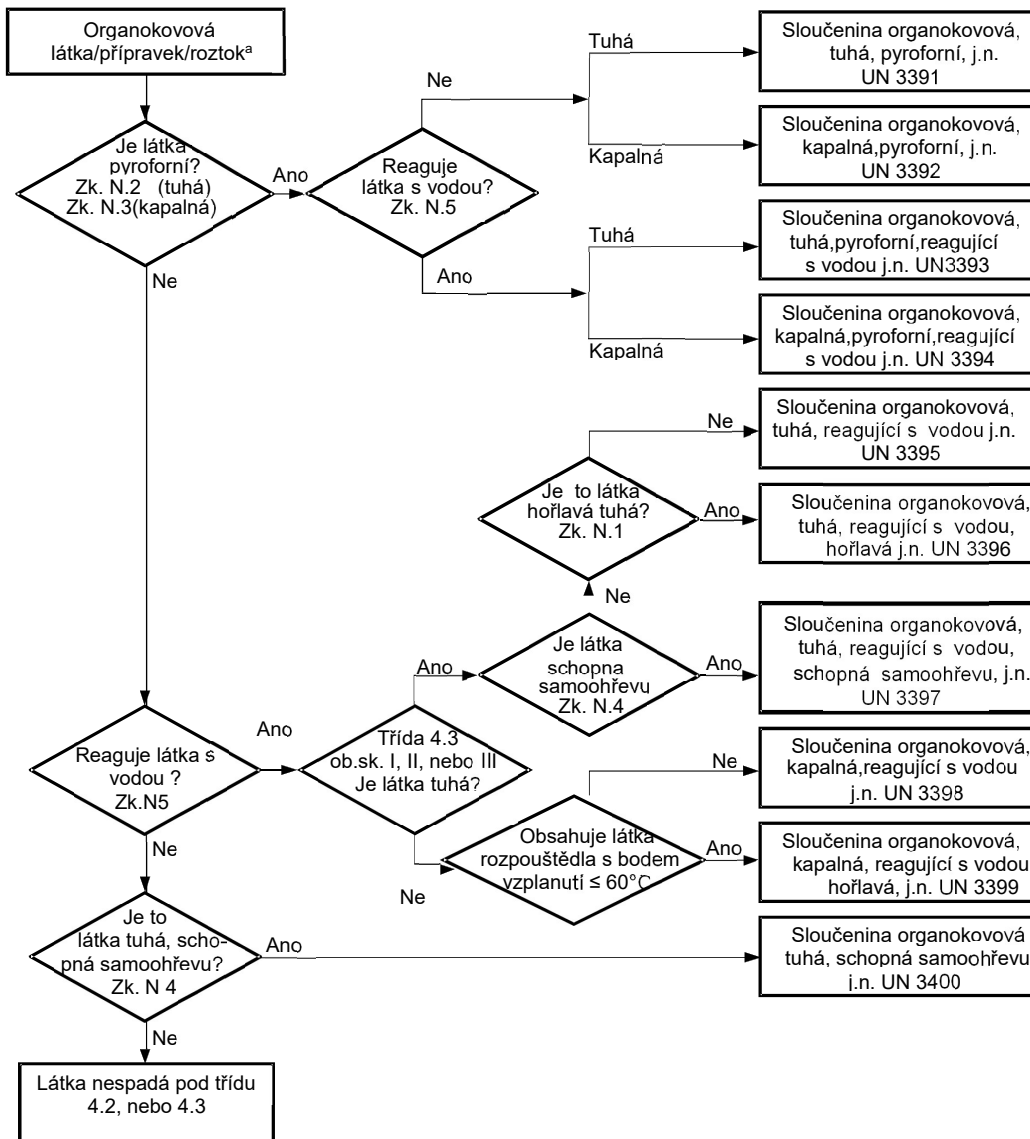 Organokovová
látka/přípravek/roztokª
Je látka
pyroforní?
Zk. N.2 (tuhá)
Zk. N.3(kapalná)
Ano
Ne
Reaguje
látka s vodou?
Zk. N.5
Ne
Ano
Tuhá
Kapalná
Tuhá
Kapalná
Sloučenina organokovová,
tuhá, pyroforní, j.n.
UN 3391
Sloučenina organokovová,
kapalná,pyroforní, j.n.
UN 3392
Sloučenina organokovová,
tuhá,pyroforní,reagující
s vodou j.n. UN3393
Sloučenina organokovová,
kapalná,pyroforní,reagující
s vodou j.n. UN 3394
Ne
Sloučenina organokovová,
tuhá, reagující s vodou j.n.
UN 3395
Je to látka
hořlavá tuhá?
Zk. N.1
Ano
Sloučenina organokovová,
tuhá, reagující s vodou,
hořlavá j.n. UN 3396
Ne
Je látka
schopna
samoohřevu
Zk. N.4
Ano
Ano
Sloučenina organokovová,
tuhá, reagující s vodou,
schopná samoohřevu, j.n.
UN 3397
Reaguje látka s
vodou ?
Zk.N5
Ano
Třída 4.3
ob.sk. I, II, nebo III
Je látka tuhá?
Ne
Sloučenina organokovová,
kapalná,reagující s vodou
j.n. UN 3398
Ne
Obsahuje látka
rozpouštědla s bodem
vzplanutí ≤ 60°C
Ano
Sloučenina organokovová,
kapalná, reagující s vodou
hořlavá, j.n. UN 3399
Ne
Je to
látka tuhá, scho-
pná samoohřevu?
Zk. N 4
Ano
Sloučenina organokovová
tuhá, schopná samoohřevu
j.n. UN 3400
Ne
Látka nespadá pod třídu
4.2, nebo 4.3